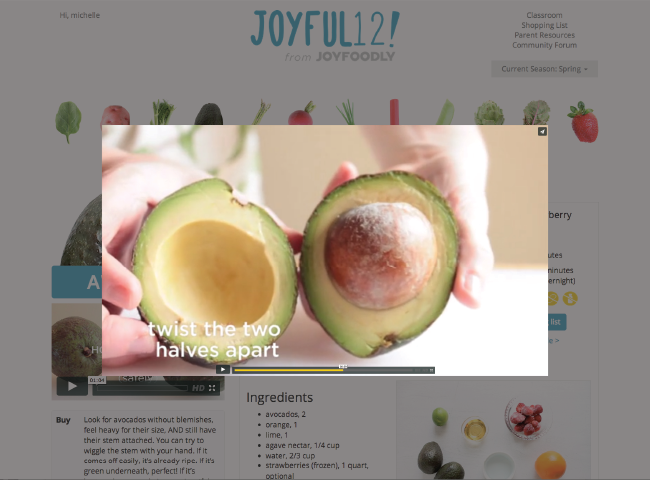 Hi, michelle
JOYFUL12!
from JOYFOODLY
Classroom
Shopping List
Parent Resources
Community Forum
Current Season: Spring
twist the two
halves apart
berry
utes
minutes
ernight)
list
e >
A
01:04
HD
Buy
Look for avocados without blemishes,
feel heavy for their size, AND still have
their stem attached. You can try to
wiggle the stem with your hand. If it
comes off easily, it's already ripe. If it's
green underneath, perfect! If it's
Ingredients
avocados, 2
orange, 1
lime, 1
agave nectar, 1/4 cup
water, 2/3 cup
strawberries (frozen), 1 quart,
optional